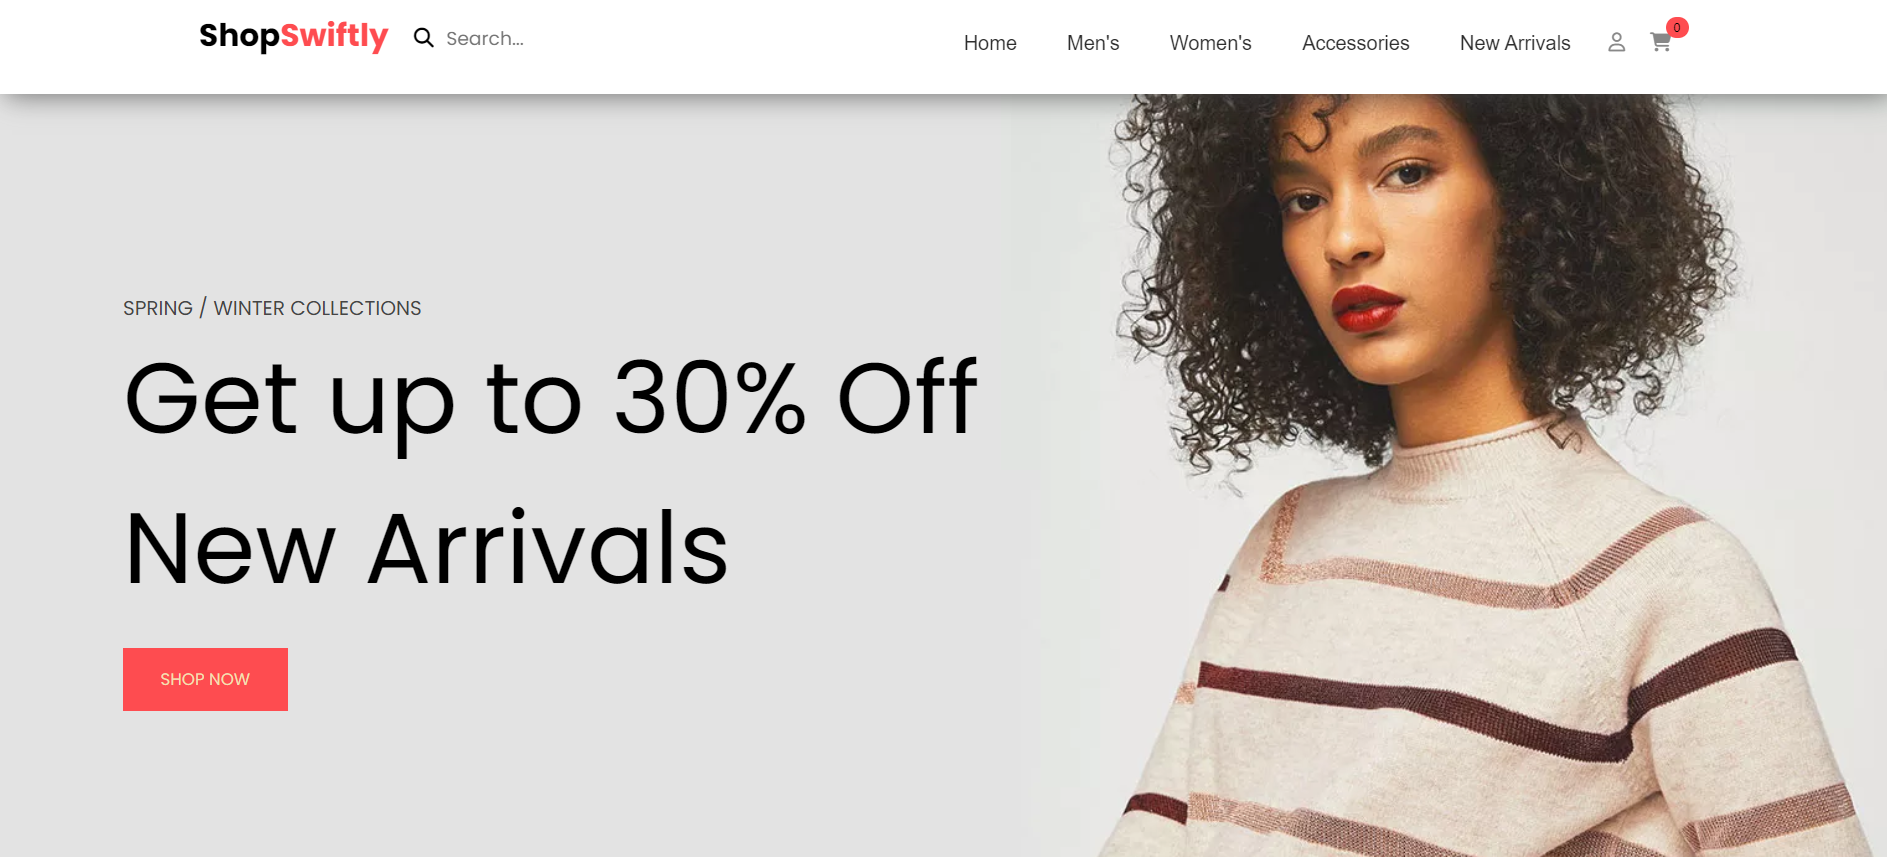 ShopSwiftly
Search...
Home
Men's
Women's
Accessories
New Arrivals
0
SPRING / WINTER COLLECTIONS
Get up to 30% Off
New Arrivals
SHOP NOW